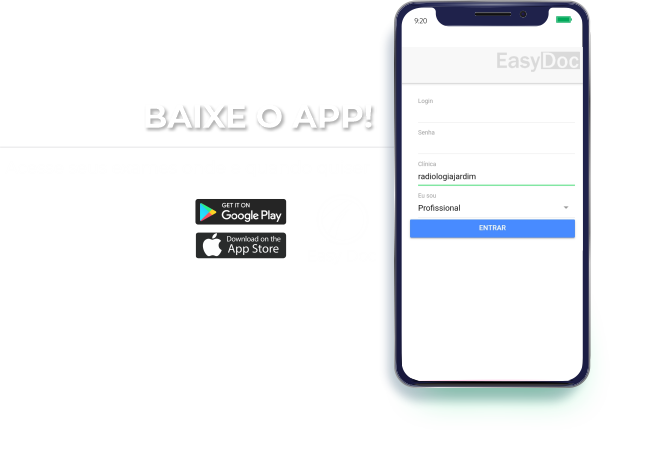 BAIXE O APP!
GET IT ON
Google Play
Download on the
App Store
9:20
EasyDoc
Login
Senha
Clínica
radiologiajardim
Eu sou
Profissional
ENTRAR